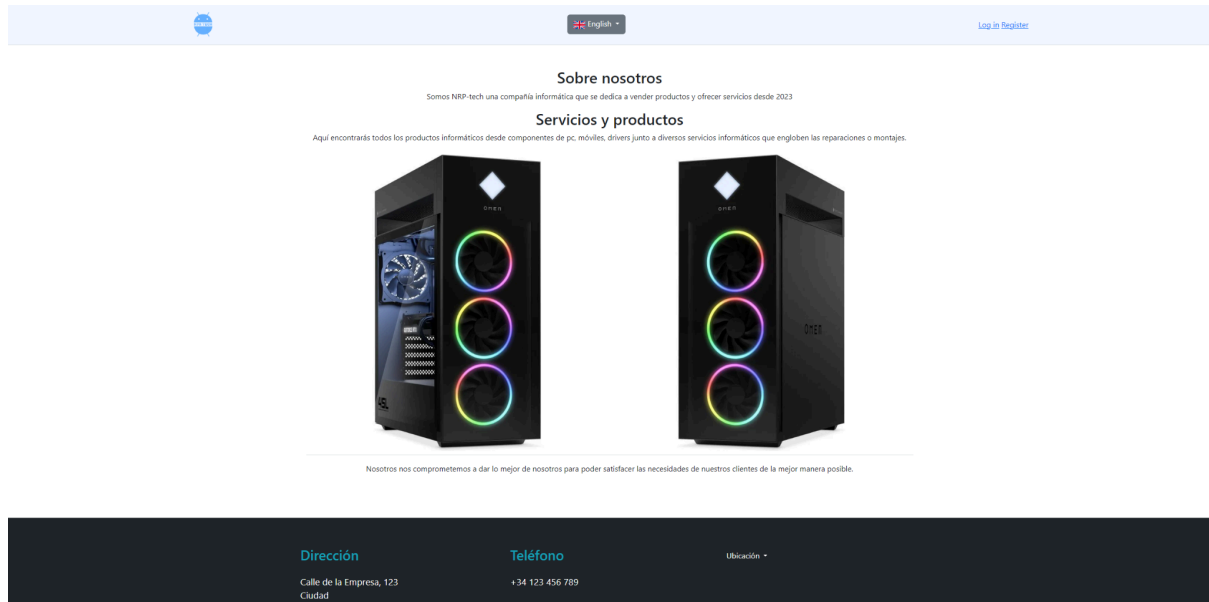 English
Log in Register
Sobre nosotros
Somos NRP-tech una compañía informática que se dedica a vender productos y ofrecer servicios desde 2023
Servicios y productos
Aquí encontrarás todos los productos informáticos desde componentes de pc, móviles, drivers junto a diversos servicios informáticos que engloben las reparaciones o montajes.
OMEN
OMEN
OMEN
45L
Nosotros nos comprometemos a dar lo mejor de nosotros para poder satisfacer las necesidades de nuestros clientes de la mejor manera posible.
Dirección
Teléfono
Ubicación
Calle de la Empresa, 123
+34 123 456 789
Ciudad